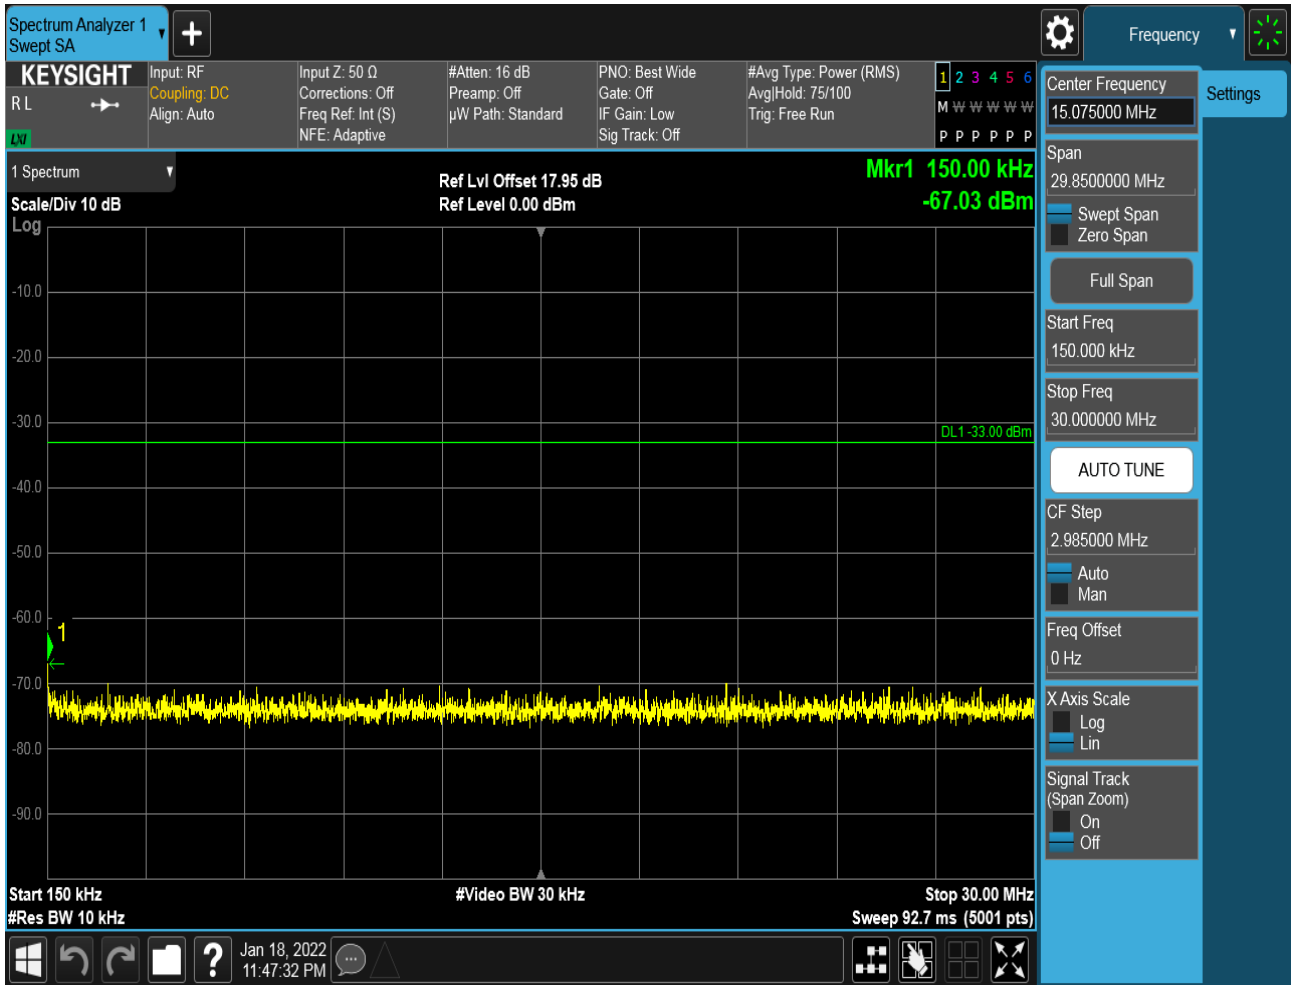 Spectrum Analyzer 1
Swept SA
Frequency
KEYSIGHT
R L
LXI
Input: RF
Coupling: DC
Align: Auto
Input Z: 50 Ω
Corrections: Off
Freq Ref: Int (S)
NFE: Adaptive
#Atten: 16 dB
Preamp: Off
µW Path: Standard
PNO: Best Wide
Gate: Off
IF Gain: Low
Sig Track: Off
#Avg Type: Power (RMS)
Avg|Hold: 75/100
Trig: Free Run
1 2 3 4 5 6
M W W W W W
P P P P P P
1 Spectrum
Scale/Div 10 dB
Log
Ref Lvl Offset 17.95 dB
Ref Level 0.00 dBm
Mkr1 150.00 kHz
-67.03 dBm
-10.0
-20.0
-30.0
DL1 -33.00 dBm
-40.0
-50.0
-60.0
1
-70.0
-80.0
-90.0
Start 150 kHz
#Video BW 30 kHz
Stop 30.00 MHz
#Res BW 10 kHz
Sweep 92.7 ms (5001 pts)
Jan 18, 2022
11:47:32 PM
?
Center Frequency
15.075000 MHz
Settings
Span
29.8500000 MHz
Swept Span
Zero Span
Full Span
Start Freq
150.000 kHz
Stop Freq
30.000000 MHz
AUTO TUNE
CF Step
2.985000 MHz
Auto
Man
Freq Offset
0 Hz
X Axis Scale
Log
Lin
Signal Track
(Span Zoom)
On
Off